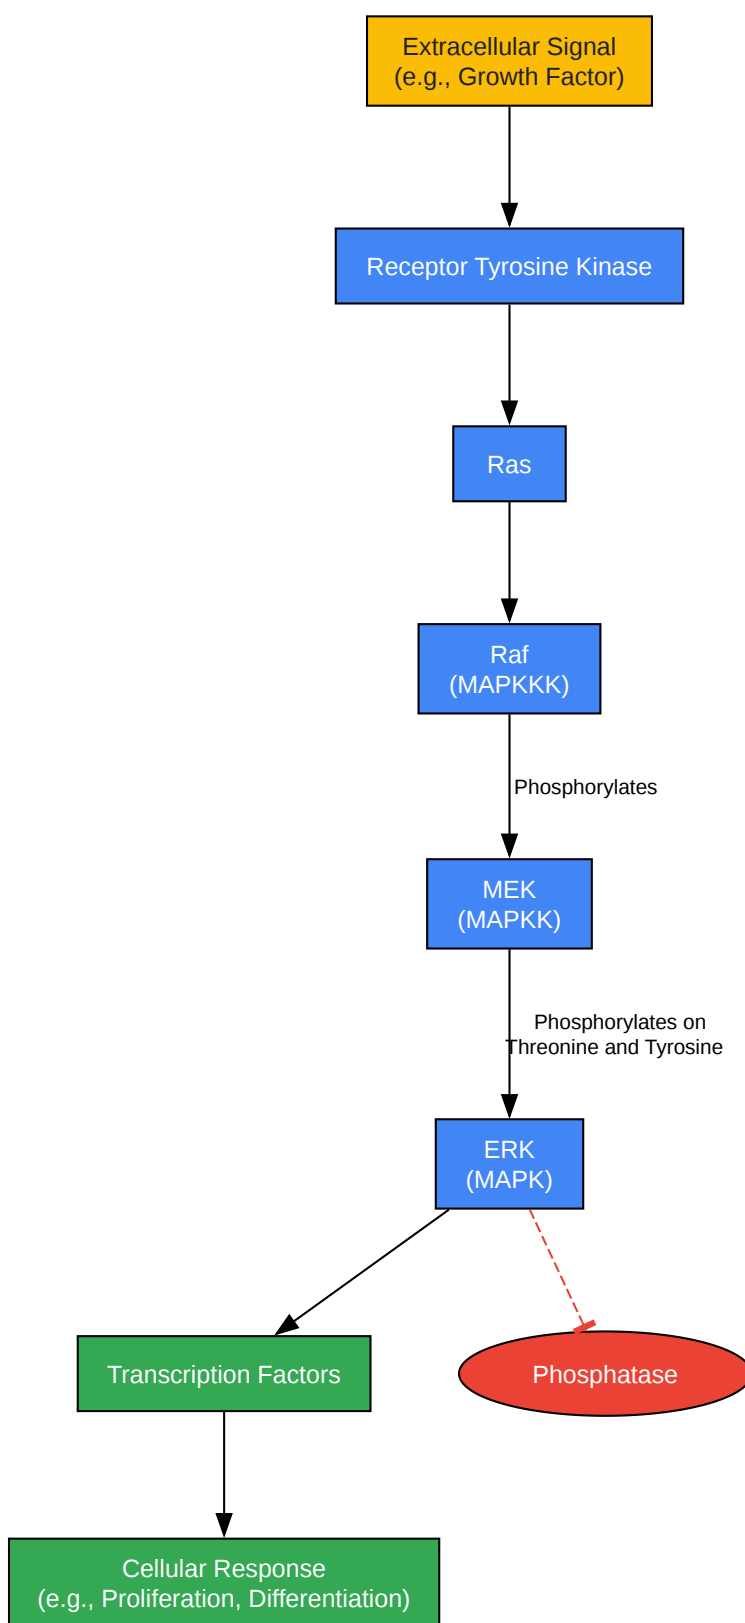 Extracellular Signal
(e.g., Growth Factor)
Receptor Tyrosine Kinase
Ras
Raf
(MAPKKK)
Phosphorylates
MEK
(MAPKK)
Phosphorylates on
Threonine and Tyrosine
ERK
(MAPK)
Transcription Factors
Phosphatase
Cellular Response
(e.g., Proliferation, Differentiation)